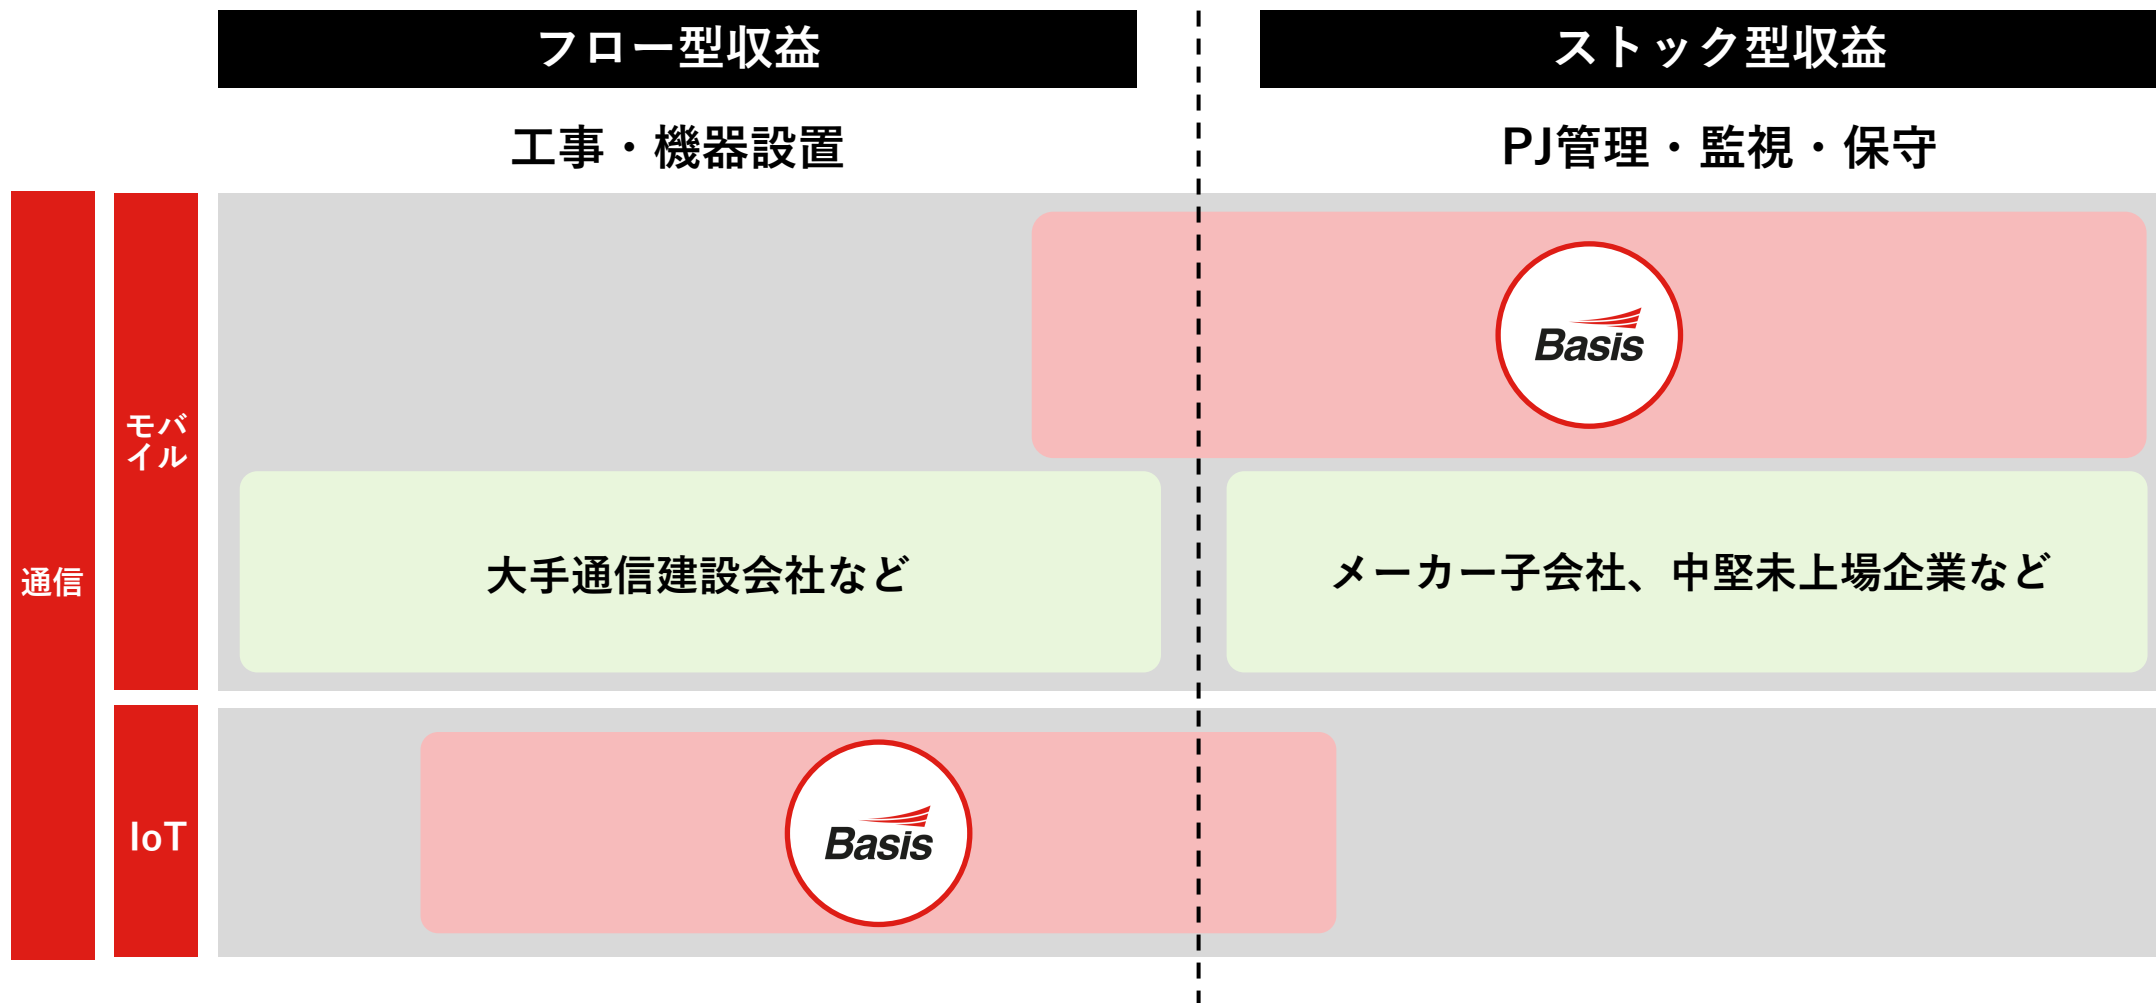 フロー型収益
ストック型収益
工事・機器設置
PJ管理・監視・保守
通信
モバ
イル
Basis
大手通信建設会社など
メーカー子会社、中堅未上場企業など
IoT
Basis